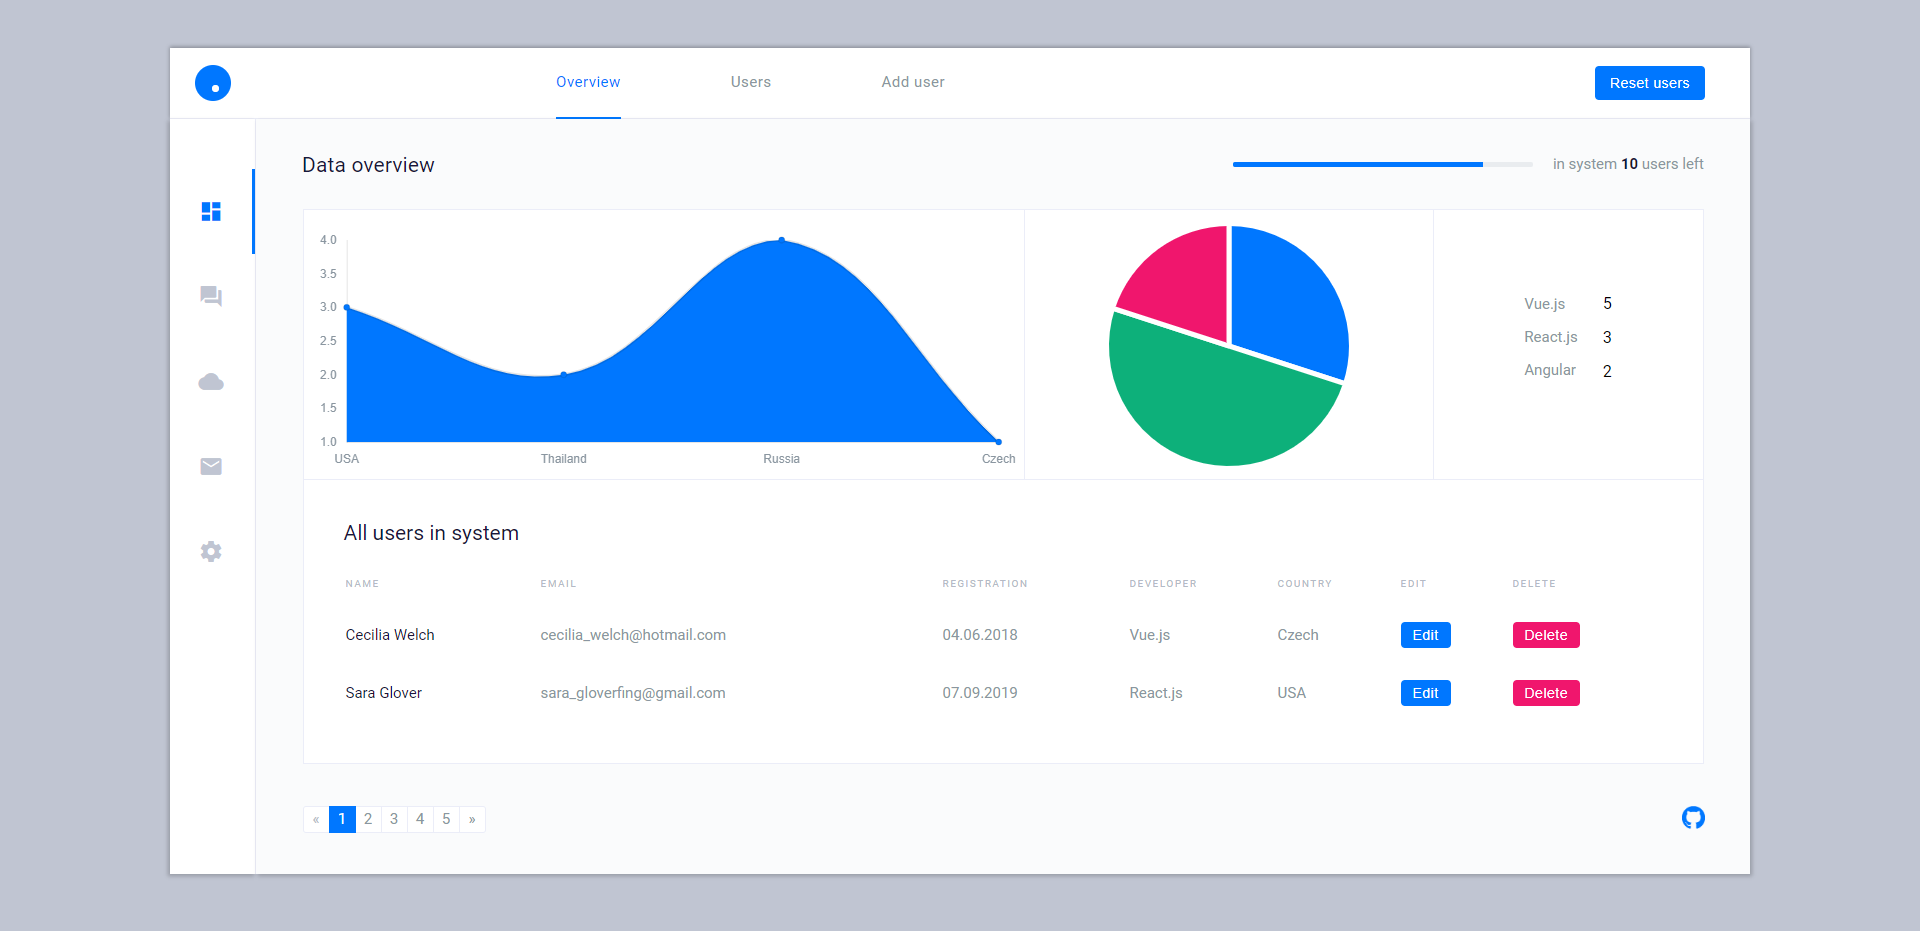 Overview Users Add user Reset users
Data overview in system 10 users left
4.0
3.5
3.0
2.5
2.0
1.5
1.0
USA Thailand Russia Czech
Vue.js 5
React.js 3
Angular 2
All users in system
NAME EMAIL REGISTRATION DEVELOPER COUNTRY EDIT DELETE
Cecilia Welch cecilia_welch@hotmail.com 04.06.2018 Vue.js Czech Edit Delete
Sara Glover sara_gloverfing@gmail.com 07.09.2019 React.js USA Edit Delete
« 1 2 3 4 5 »